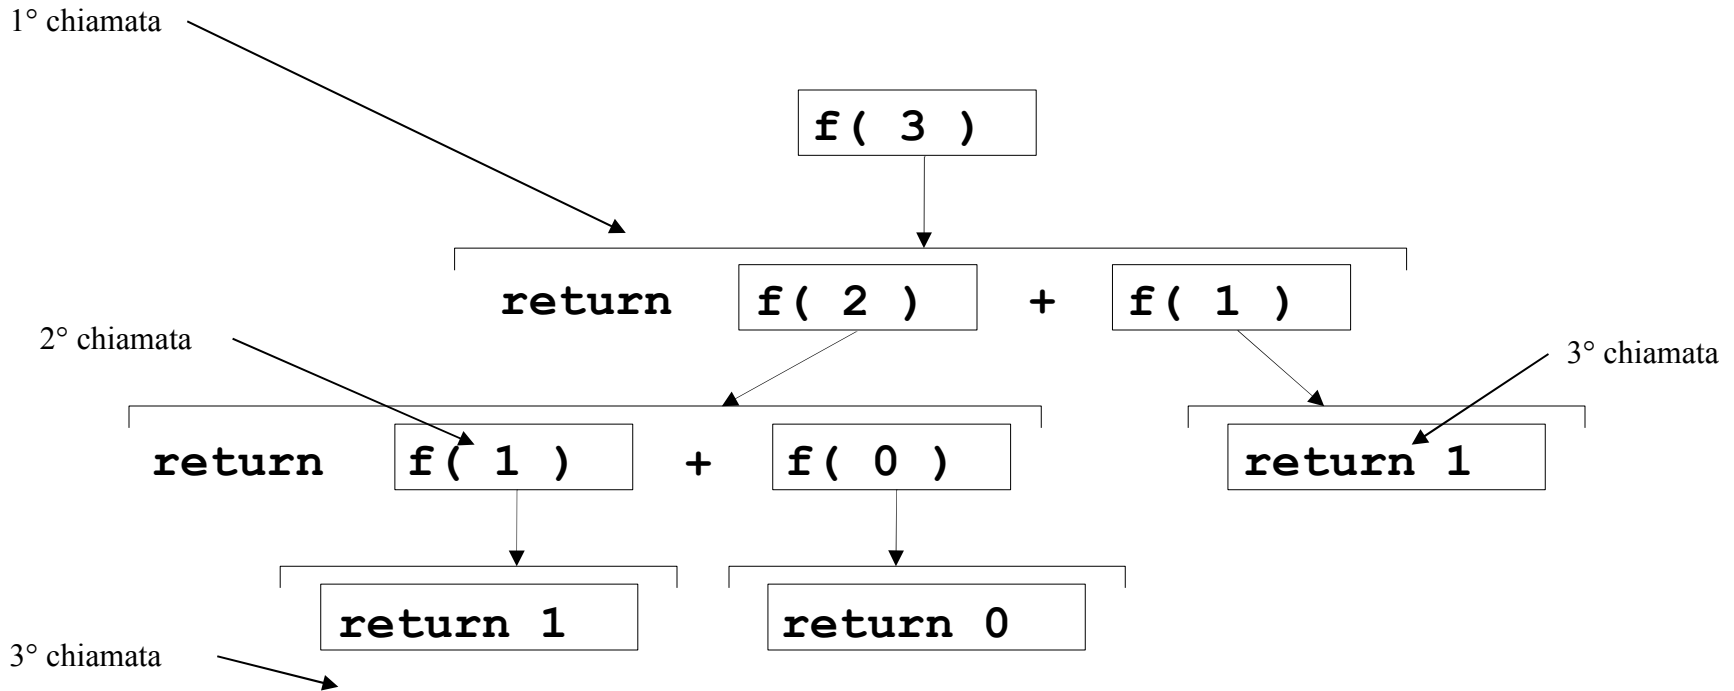 1° chiamata
f( 3 )
return f( 2 ) + f( 1 )
2° chiamata
3° chiamata
return f( 1 ) + f( 0 )
return 1
return 1
return 0
3° chiamata